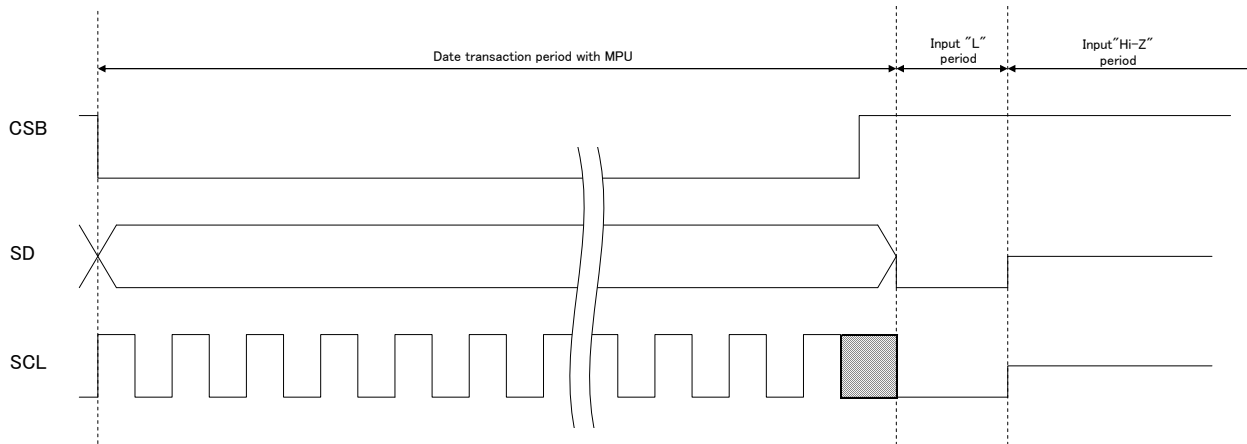 Date transaction period with MPU
Input "L"
period
Input"Hi-Z"
period
CSB
SD
SCL